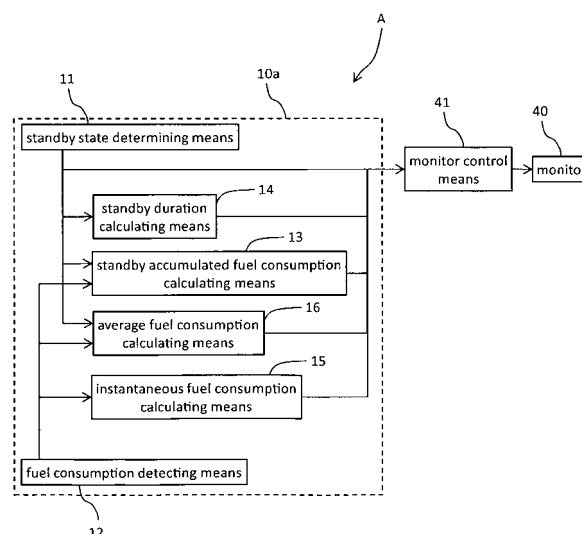 A
11
10a
41
40
standby state determining means
monitor control
means
monitor
14
standby duration
calculating means
13
standby accumulated fuel consumption
calculating means
16
average fuel consumption
calculating means
15
instantaneous fuel consumption
calculating means
fuel consumption detecting means
12